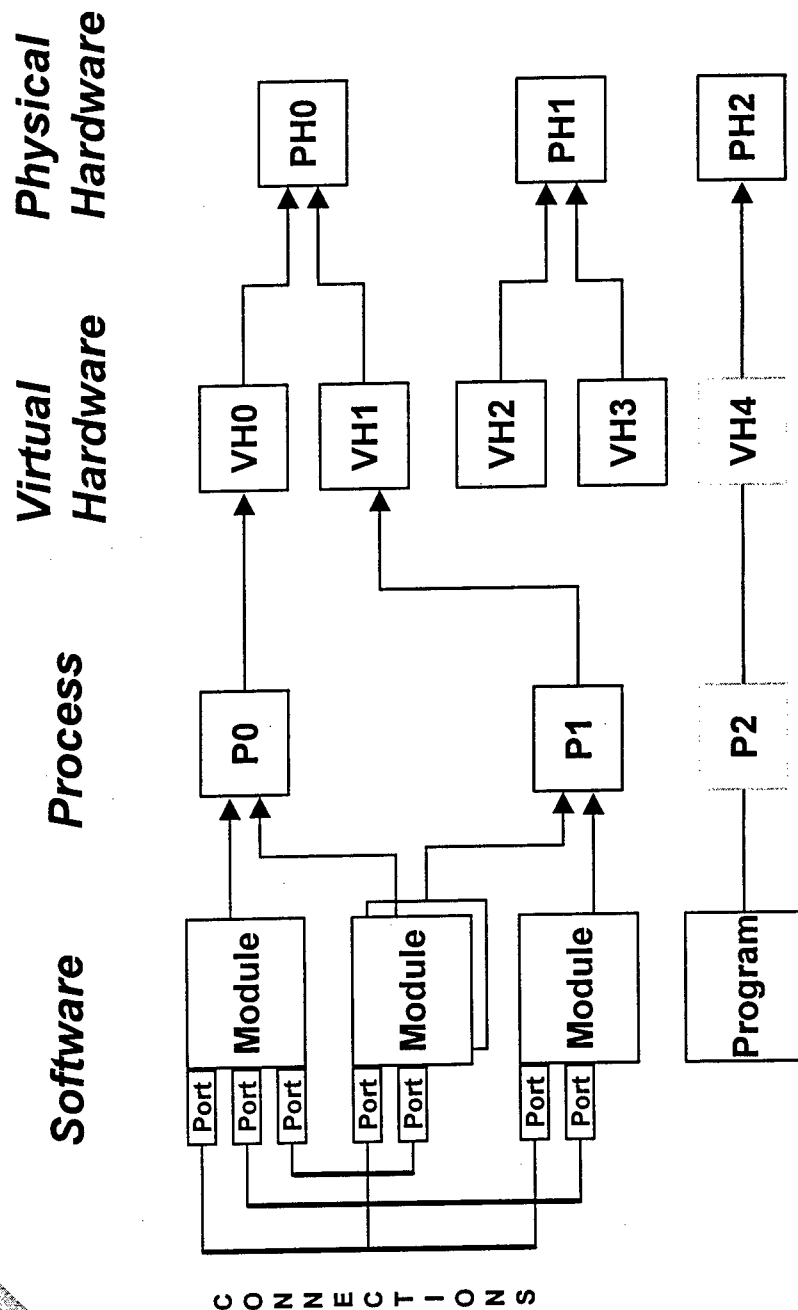 Software
Process
Virtual
Hardware
Physical
Hardware
CONNECTIONS
Port
Port
Port
Module
P0
VH0
PH0
VH1
Port
Port
Module
VH2
PH1
Port
Port
Module
P1
VH3
Program
P2
VH4
PH2